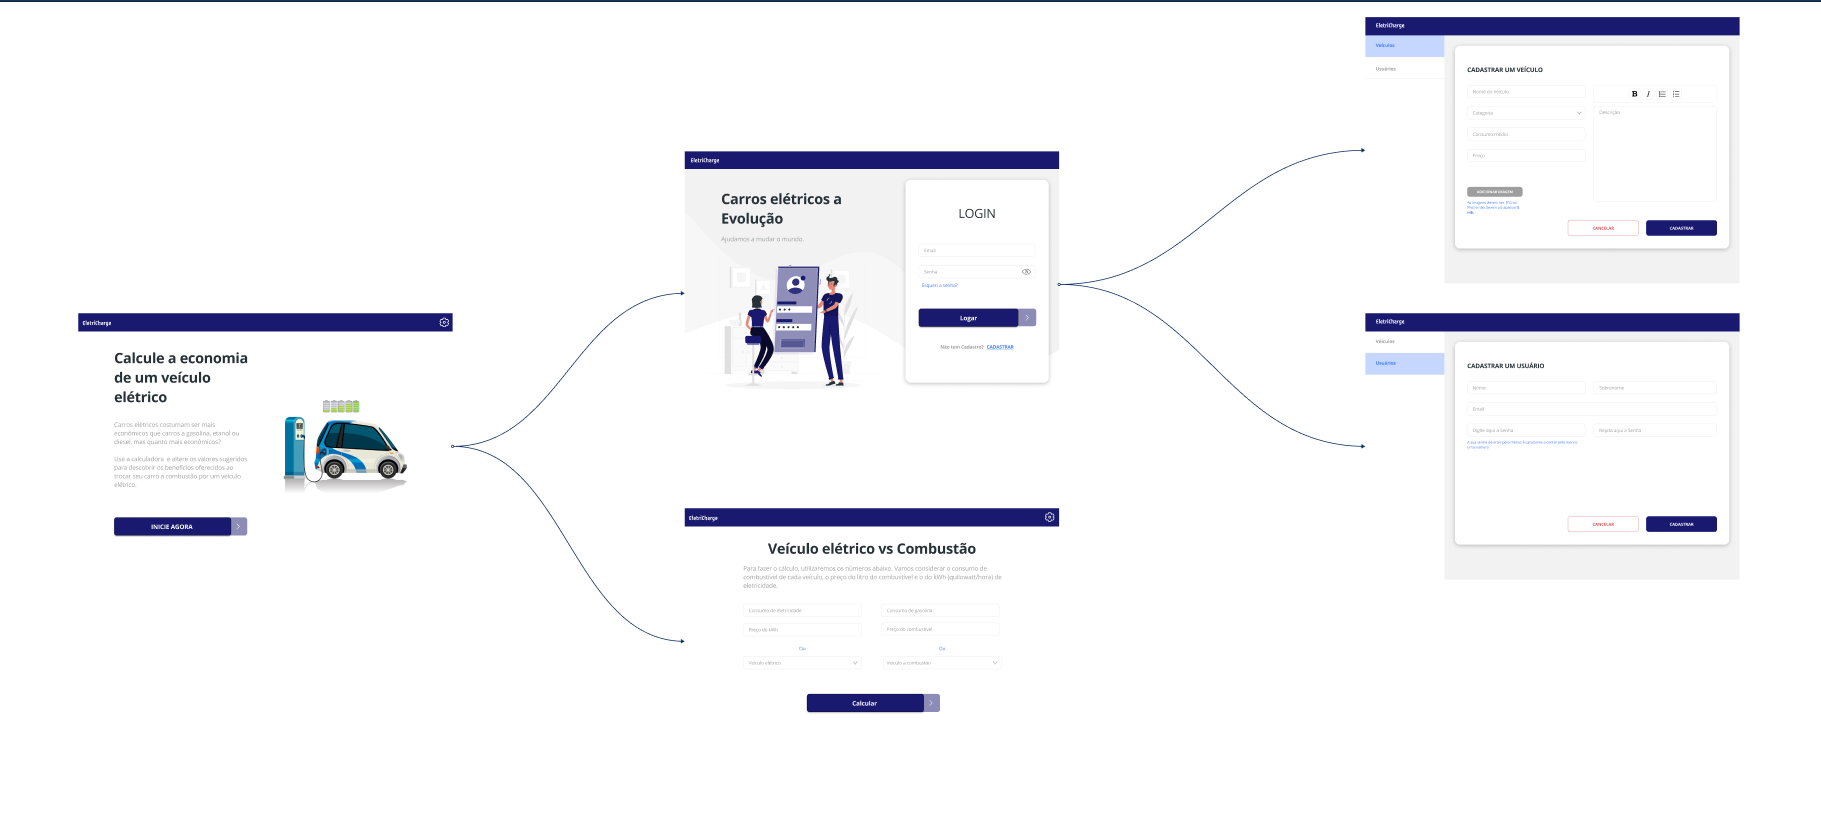 EletriCharge
Calcule a economia
de um veículo
elétrico
Carros elétricos costumam ser mais
econômicos que carros a gasolina, etanol ou
diesel, mas quanto mais econômicos?
Use a calculadora e altere os valores sugeridos
para descobrir os benefícios oferecidos ao
trocar seu carro a combustão por um veículo
elétrico.
INICIE AGORA
EletriCharge
Carros elétricos a
Evolução
Ajudamos a mudar o mundo.
LOGIN
Email
Senha
Esqueci a senha?
Logar
Não tem Cadastro? CADASTRAR
EletriCharge
Veículo elétrico vs Combustão
Para fazer o cálculo, utilizaremos os números abaixo. Vamos considerar o consumo de
combustível de cada veículo, o preço do litro do combustível e o do kWh (quilowatt/hora) de
eletricidade.
Consumo de eletricidade
Consumo de gasolina
Preço do kWh
Preço do combustível
Ou
Ou
Veículo elétrico
Veículo a combustão
Calcular
EletriCharge
Veículos
Usuários
CADASTRAR UM VEÍCULO
Nome do Veículo
B I
Categoria
Descrição
Consumo médio
Preço
ADICIONAR IMAGEM
CANCELAR
CADASTRAR
EletriCharge
Veículos
Usuários
CADASTRAR UM USUÁRIO
Nome
Sobrenome
Email
Digite aqui a Senha
Repita aqui a Senha
CANCELAR
CADASTRAR